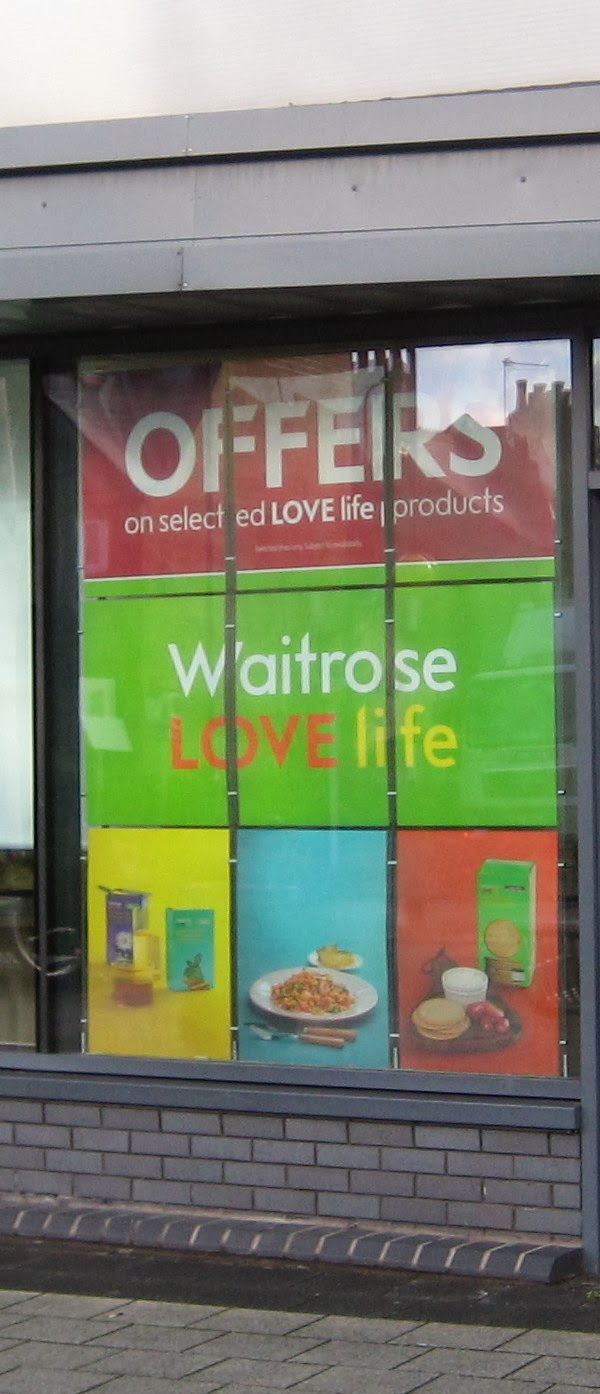 OFFERS
on selected LOVE life products
Waitrose
LOVE life